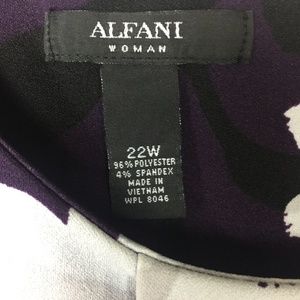 ALFANI
WOMAN
22W
96% POLYESTER
4% SPANDEX
MADE IN
VIETNAM
WPL 8046